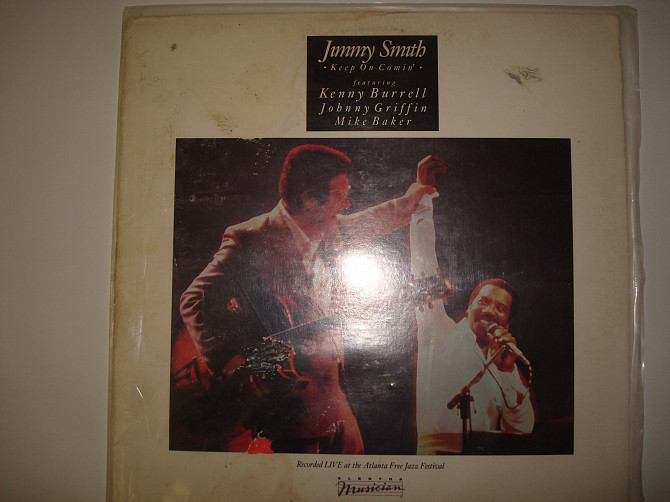 Jimmy Smith
• Keep On Comin' •
featuring
Kenny Burrell
Johnny Griffin
Mike Baker
Recorded LIVE at the Atlanta Free Jazz Festival
ELEKTRA
Musician